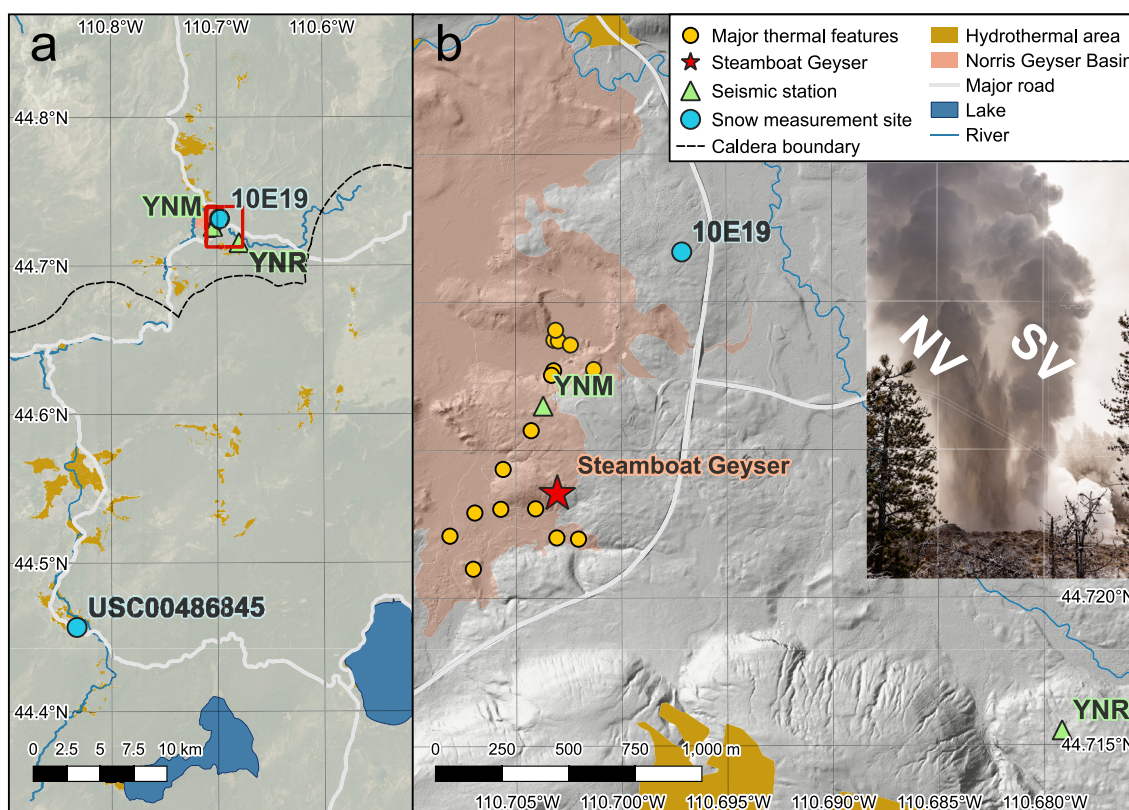 a
110.8°W
110.7°W
110.6°W
44.8°N
44.7°N
44.6°N
44.5°N
44.4°N
YNM
10E19
YNR
USC00486845
0 2.5 5 7.5 10 km
b
Major thermal features
Steamboat Geyser
Seismic station
Snow measurement site
Caldera boundary
Hydrothermal area
Norris Geyser Basin
Major road
Lake
River
10E19
NV
SV
YNM
Steamboat Geyser
44.720°N
YNR
44.715°N
0 250 500 750 1,000 m
110.705°W 110.700°W 110.695°W 110.690°W 110.685°W 110.680°W